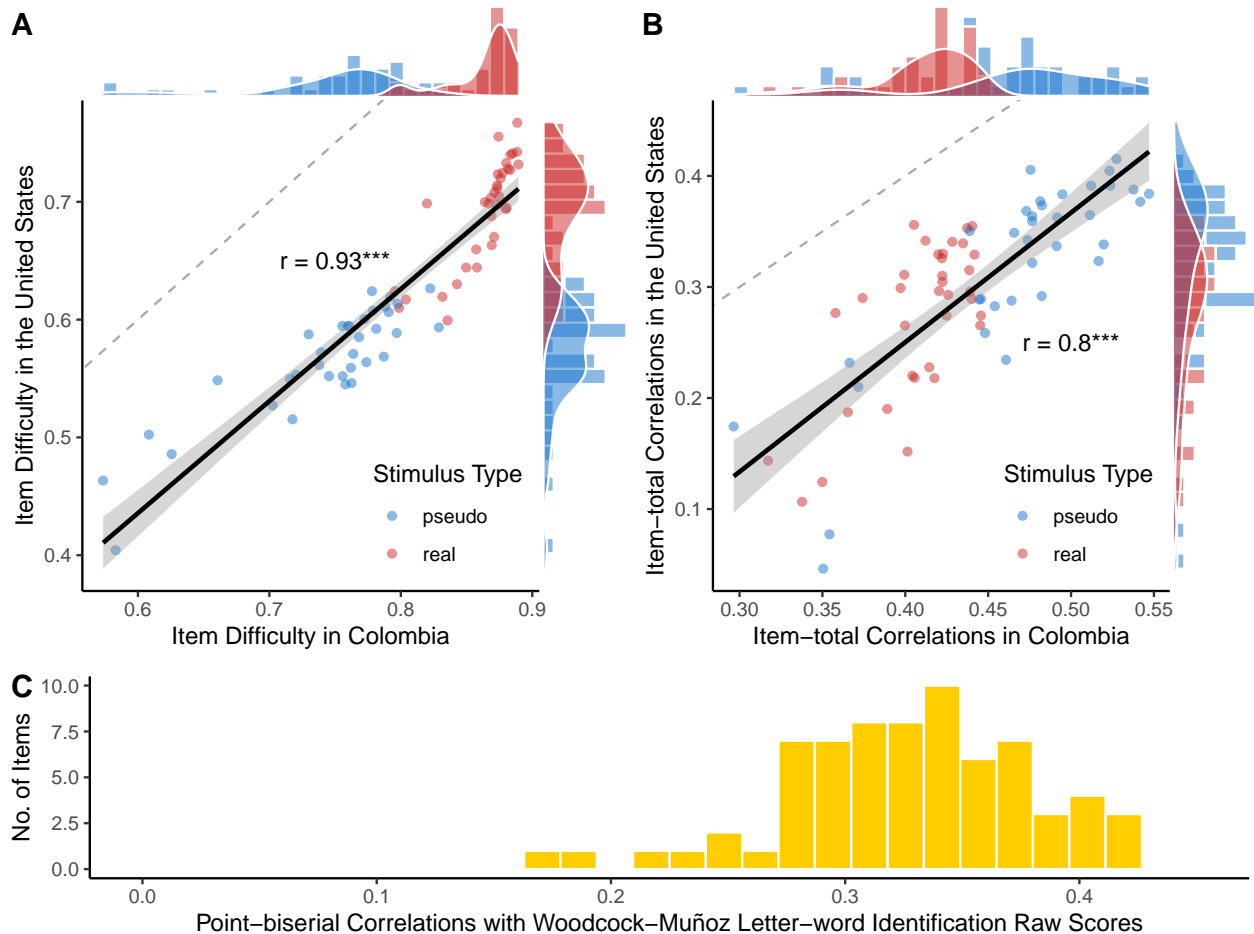 A
Item Difficulty in the United States
0.7
0.6
0.5
0.4
r = 0.93***
Stimulus Type
pseudo
real
0.6 0.7 0.8 0.9
Item Difficulty in Colombia
B
Item−total Correlations in the United States
0.4
0.3
0.2
0.1
r = 0.8***
Stimulus Type
pseudo
real
0.30 0.35 0.40 0.45 0.50 0.55
Item−total Correlations in Colombia
C
No. of Items
10.0
7.5
5.0
2.5
0.0
0.0 0.1 0.2 0.3 0.4
Point−biserial Correlations with Woodcock−Muñoz Letter−word Identification Raw Scores